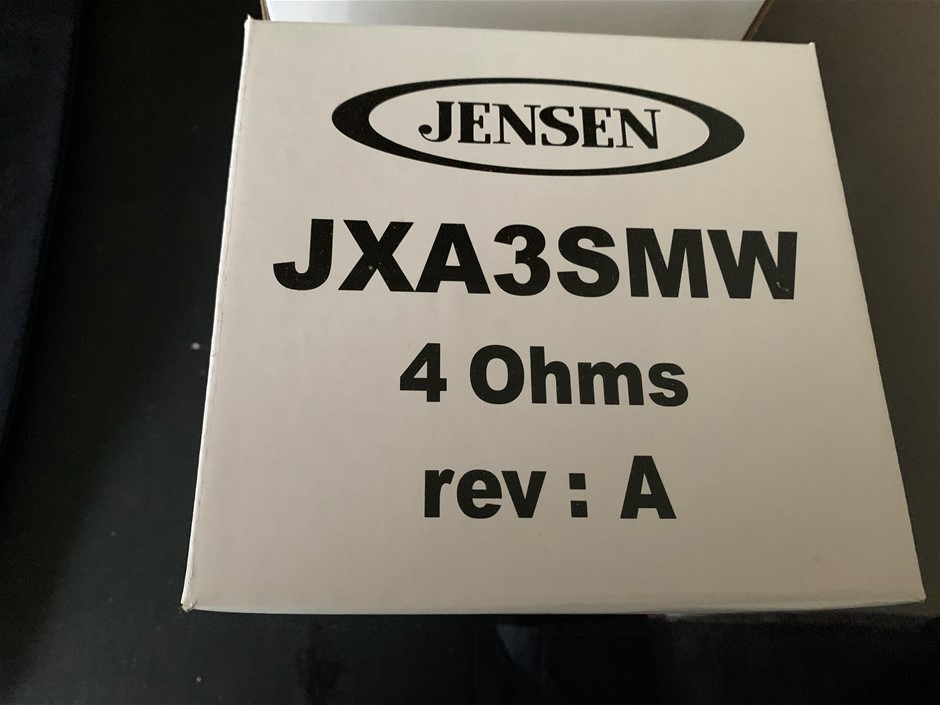 JENSEN
JXA3SMW
4 Ohms
rev : A